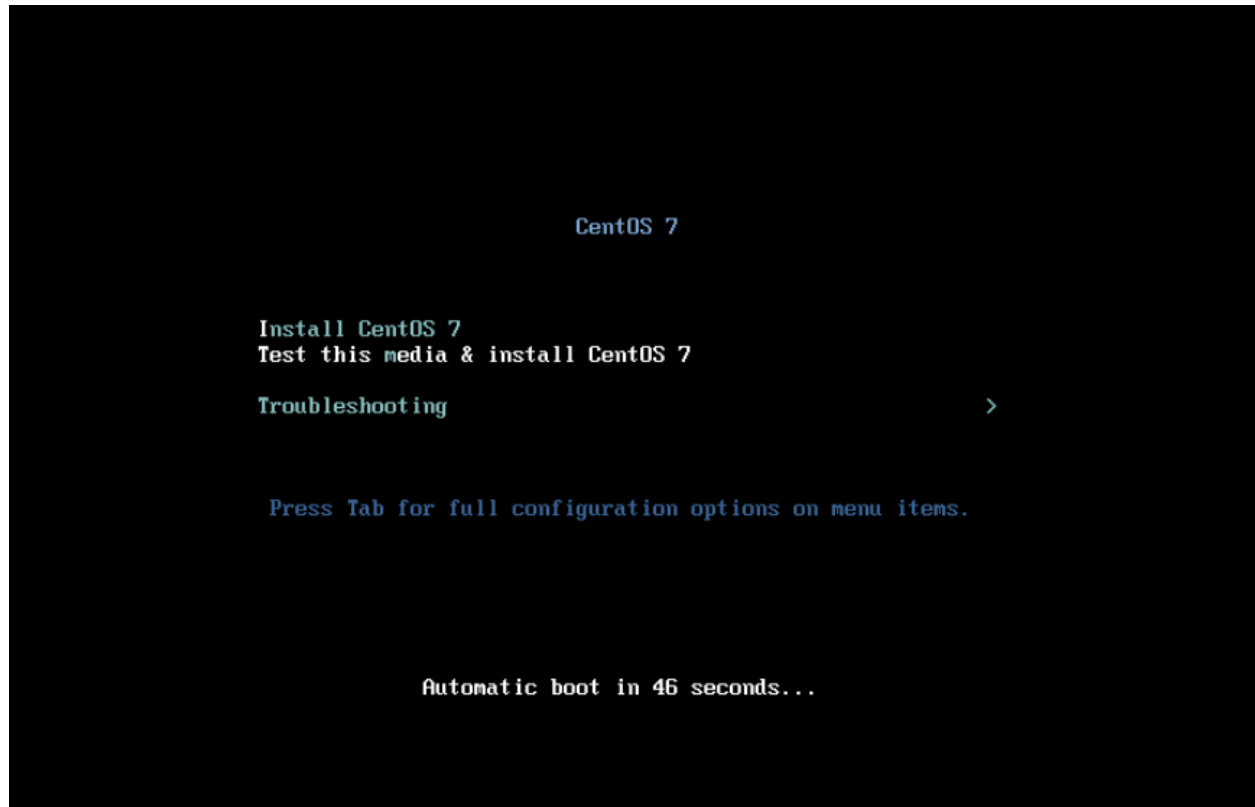 CentOS 7
Install CentOS 7
Test this media & install CentOS 7
Troubleshooting >
Press Tab for full configuration options on menu items.
Automatic boot in 46 seconds...